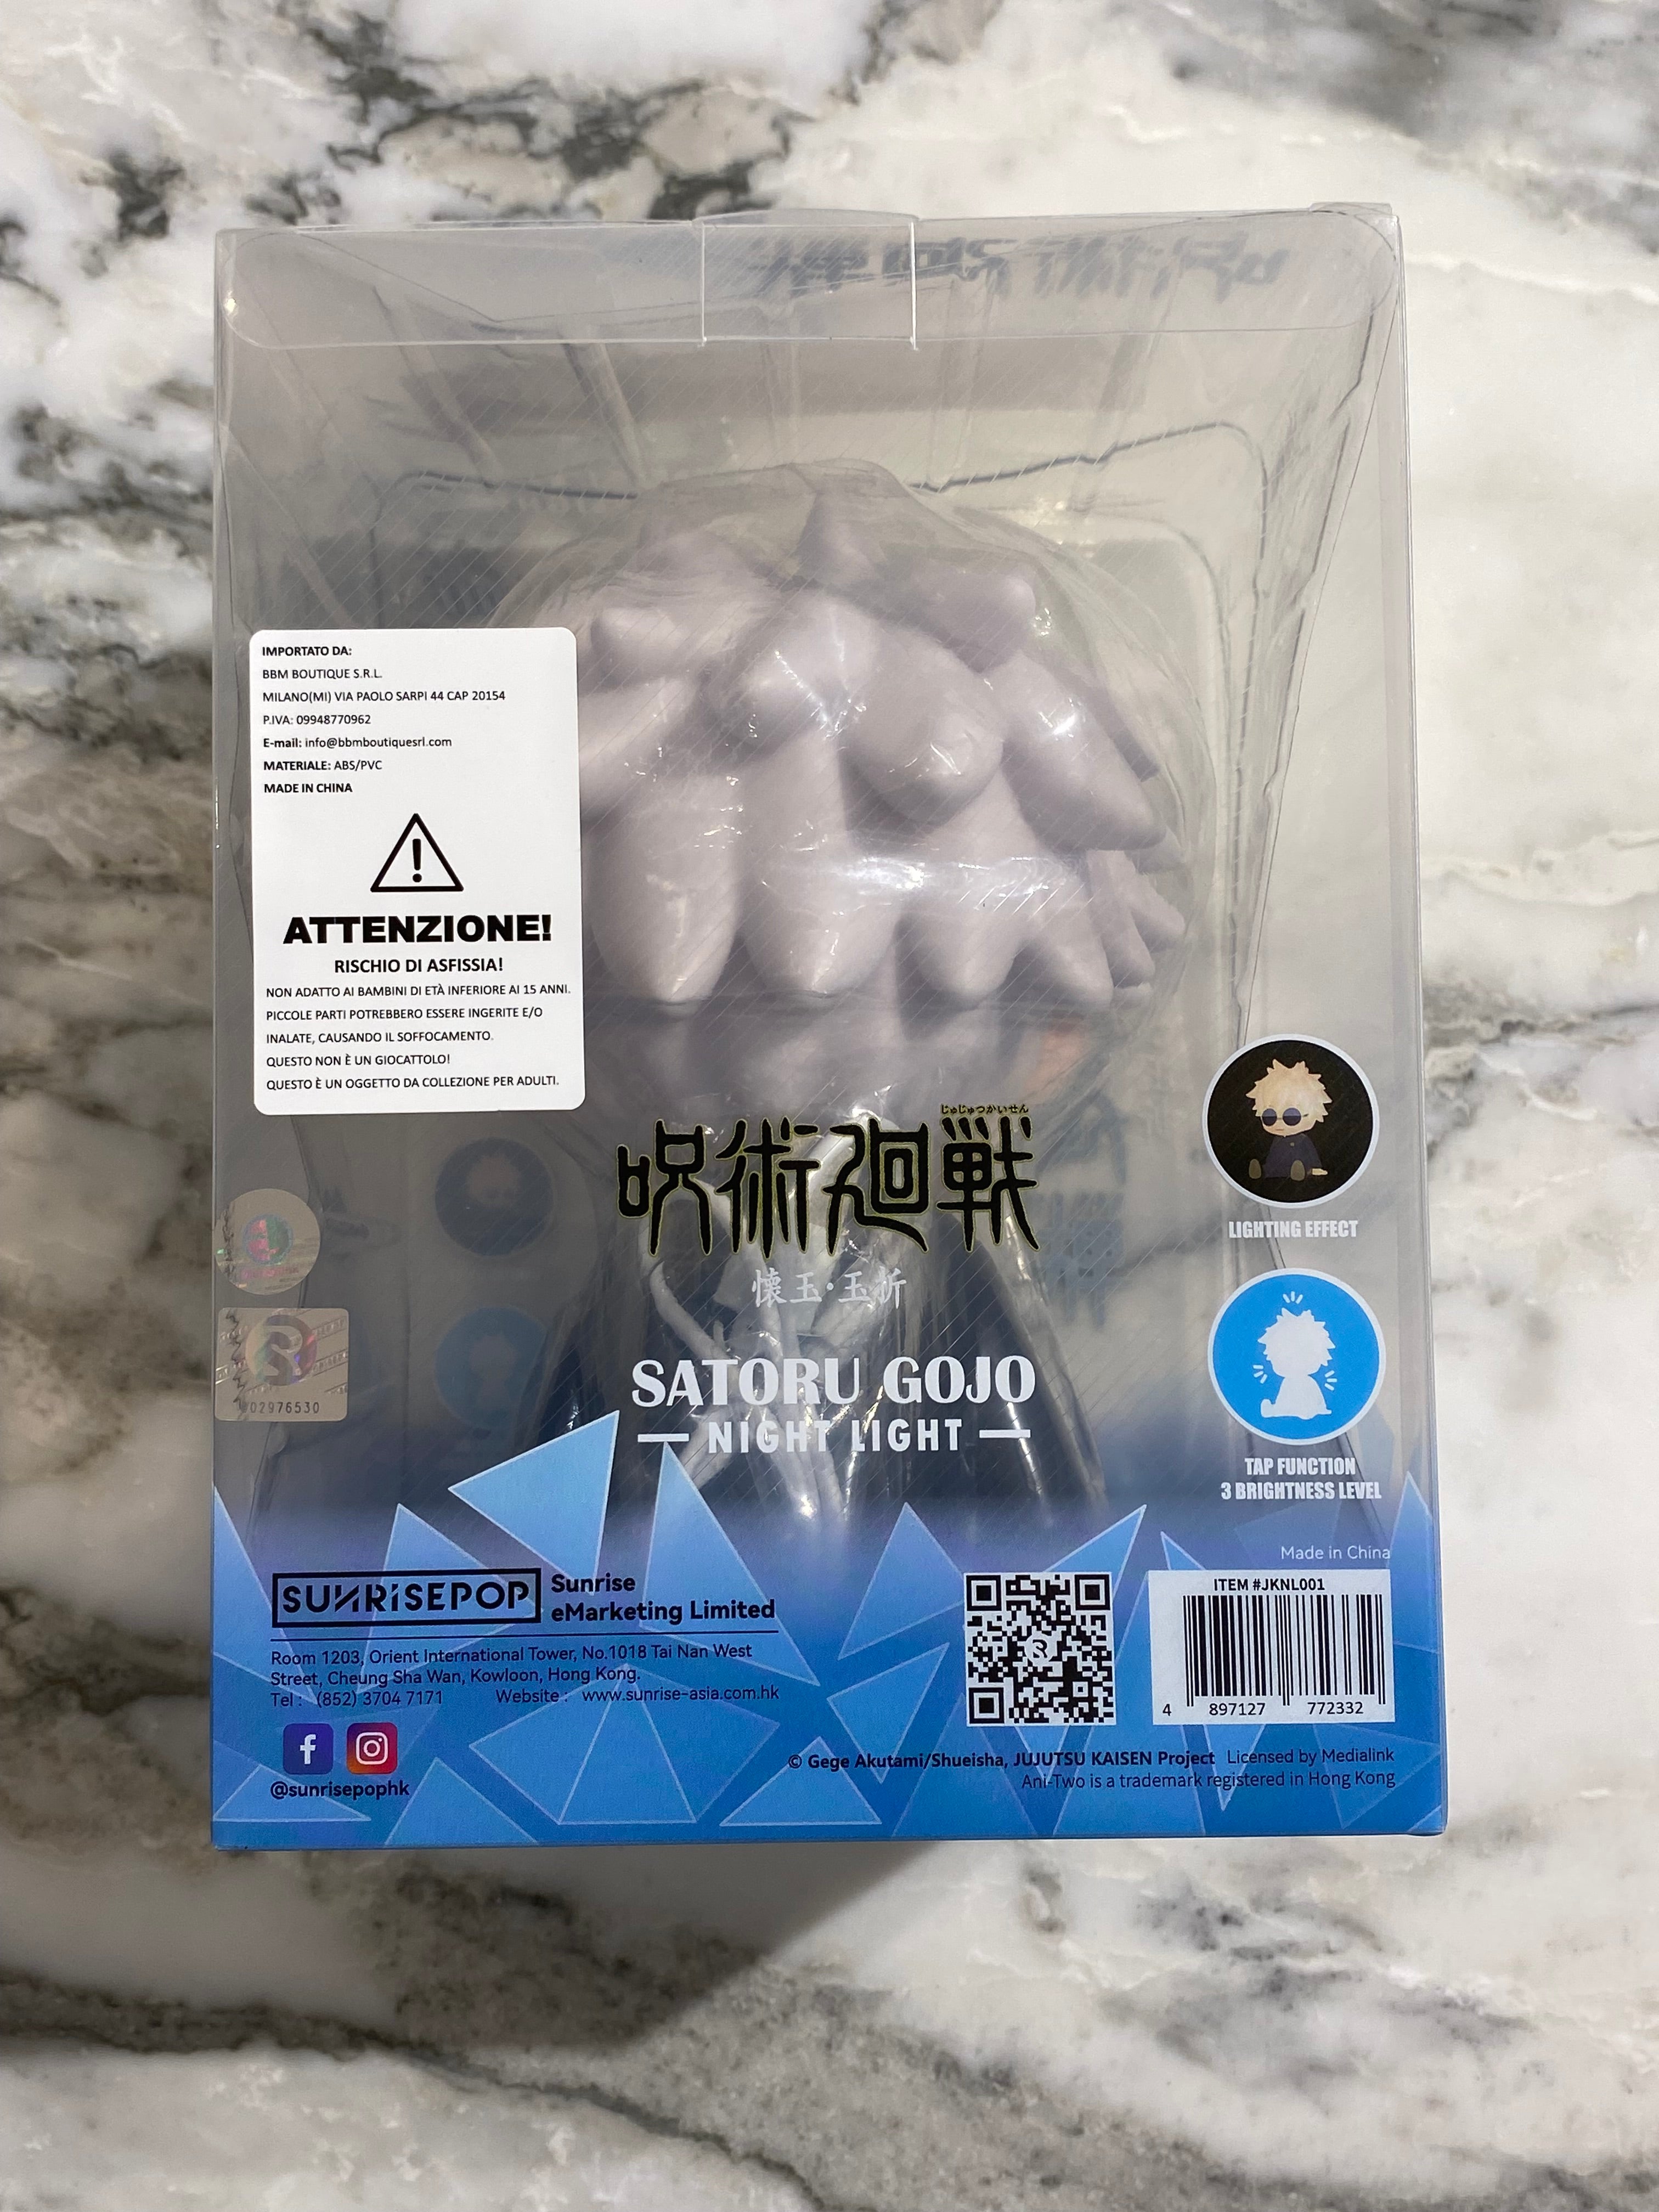 IMPORTATO DA:
BBM BOUTIQUE S.R.L.
MILANO(MI) VIA PAOLO SARPI 44 CAP 20154
P.IVA: 09948770962
E-mail: info@bbmboutiquesrl.com
MATERIALE: ABS/PVC
MADE IN CHINA
ATTENZIONE!
RISCHIO DI ASFISSIA!
NON ADATTO AI BAMBINI DI ETÀ INFERIORE AI 15 ANNI.
PICCOLE PARTI POTREBBERO ESSERE INGERITE E/O
INALATE, CAUSANDO IL SOFFOCAMENTO.
QUESTO NON È UN GIOCATTOLO!
QUESTO È UN OGGETTO DA COLLEZIONE PER ADULTI.
じゅじゅつかいせん
呪術廻戦
懐玉・玉折
SATORU GOJO
NIGHT LIGHT
LIGHTING EFFECT
TAP FUNCTION
3 BRIGHTNESS LEVEL
02976530
Made in China
SUNRISEPOP
Sunrise
eMarketing Limited
Room 1203, Orient International Tower, No.1018 Tai Nan West
Street, Cheung Sha Wan, Kowloon, Hong Kong.
Tel : (852) 3704 7171 Website : www.sunrise-asia.com.hk
@sunrisepophk
ITEM #JKNL001
4 897127 772332
© Gege Akutami/Shueisha, JUJUTSU KAISEN Project Licensed by Medialink
Ani-Two is a trademark registered in Hong Kong